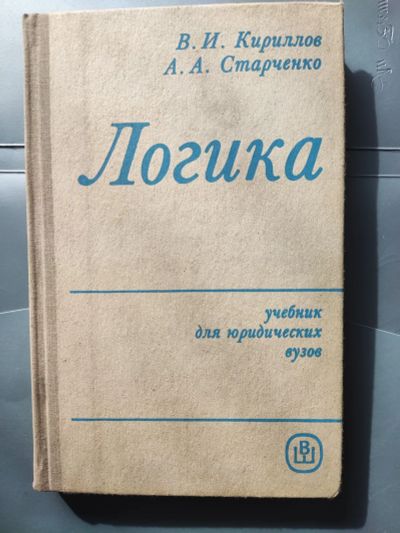 В. И. Кириллов
А. А. Старченко
Логика
учебник
для юридических
вузов
В
Ш